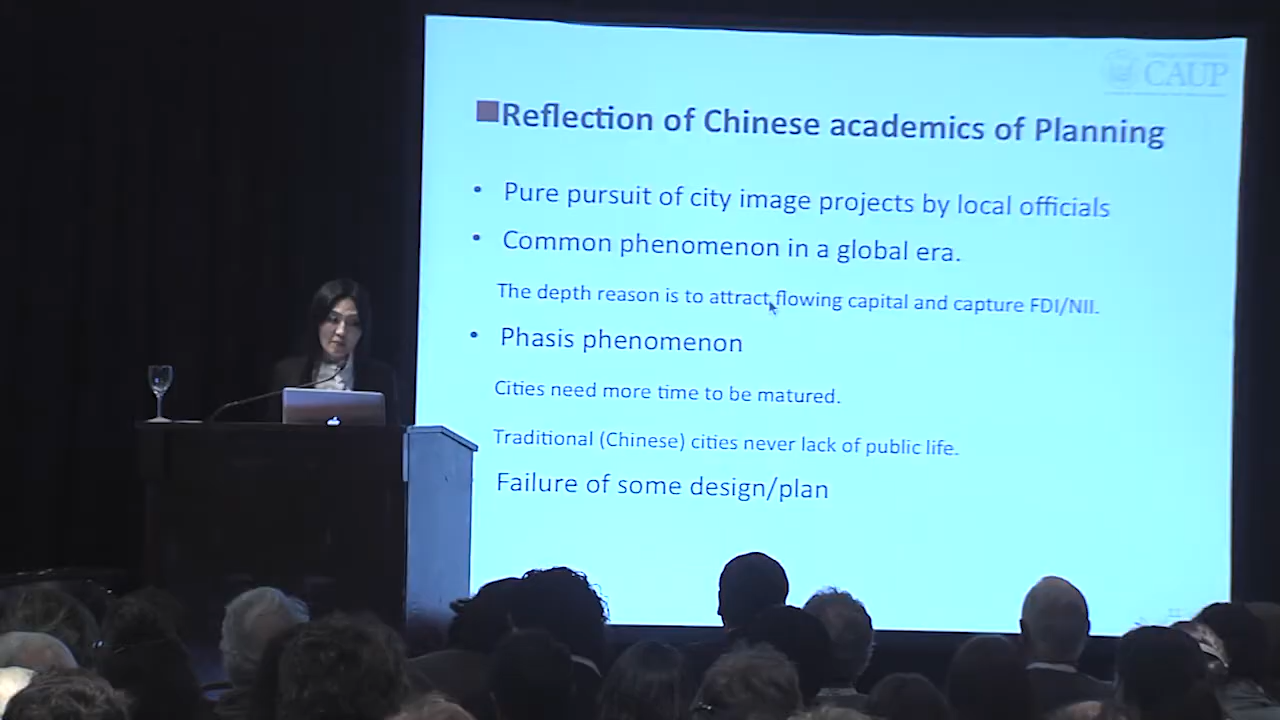 CAUP
Reflection of Chinese academics of Planning
• Pure pursuit of city image projects by local officials
• Common phenomenon in a global era.
The depth reason is to attract flowing capital and capture FDI/NII.
• Phasis phenomenon
Cities need more time to be matured.
Traditional (Chinese) cities never lack of public life.
Failure of some design/plan